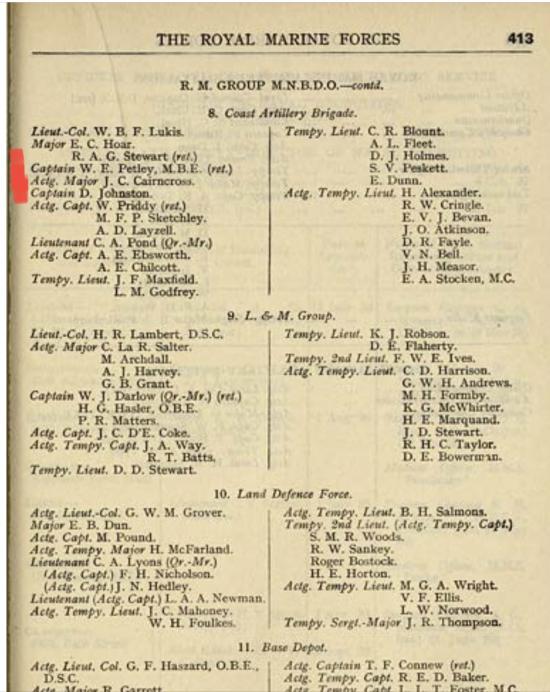 THE ROYAL MARINE FORCES 413
R. M. GROUP M.N.B.D.O.—contd.
8. Coast Artillery Brigade.
Lieut.-Col. W. B. F. Lukis.
Major E. C. Hoar.
R. A. G. Stewart (ret.)
Captain W. E. Petley, M.B.E. (ret.)
Actg. Major J. C. Cairncross.
Captain D. Johnston.
Actg. Capt. W. Priddy (ret.)
M. F. P. Sketchley.
A. D. Layzell.
Lieutenant C. A. Pond (Qr.-Mr.)
Actg. Capt. A. E. Ebsworth.
A. E. Chilcott.
Tempy. Lieut. J. F. Maxfield.
L. M. Godfrey.
Tempy. Lieut. C. R. Blount.
A. L. Fleet.
D. J. Holmes.
S. V. Peskett.
E. Dunn.
Actg. Tempy. Lieut. H. Alexander.
R. W. Cringle.
E. V. J. Bevan.
J. O. Atkinson.
D. R. Fayle.
V. N. Bell.
J. H. Measor.
E. A. Stocken, M.C.
9. L. & M. Group.
Lieut.-Col. H. R. Lambert, D.S.C.
Actg. Major C. La R. Salter.
M. Archdall.
A. J. Harvey.
G. B. Grant.
Captain W. J. Darlow (Qr.-Mr.) (ret.)
H. G. Hasler, O.B.E.
P. R. Matters.
Actg. Capt. J. C. D'E. Coke.
Actg. Tempy. Capt. J. A. Way.
R. T. Batts.
Tempy. Lieut. D. D. Stewart.
Tempy. Lieut. K. J. Robson.
D. E. Flaherty.
Tempy. 2nd Lieut. F. W. E. Ives.
Actg. Tempy. Lieut. C. D. Harrison.
G. W. H. Andrews.
M. H. Formby.
K. G. McWhirter.
H. E. Marquand.
J. D. Stewart.
R. H. C. Taylor.
D. E. Bowerman.
10. Land Defence Force.
Actg. Lieut.-Col. G. W. M. Grover.
Major E. B. Dun.
Actg. Capt. M. Pound.
Actg. Tempy. Major H. McFarland.
Lieutenant C. A. Lyons (Qr.-Mr.)
(Actg. Capt.) F. H. Nicholson.
(Actg. Capt.) J. N. Hedley.
Lieutenant (Actg. Capt.) L. A. A. Newman.
Actg. Tempy. Lieut. J. C. Mahoney.
W. H. Foulkes.
Actg. Tempy. Lieut. B. H. Salmons.
Tempy. 2nd Lieut. (Actg. Tempy. Capt.)
S. M. R. Woods.
R. W. Sankey.
Roger Bostock.
H. E. Horton.
Actg. Tempy. Lieut. M. G. A. Wright.
V. F. Ellis.
L. W. Norwood.
Tempy. Sergt.-Major J. R. Thompson.
11. Base Depot.
Actg. Lieut. Col. G. F. Haszard, O.B.E.,
D.S.C.
Actg. Major R. Garrett.
Actg. Captain T. F. Connew (ret.)
Actg. Tempy. Capt. R. E. D. Baker.
Actg. Tempy. Capt. L. L. T. Foster, M.C.